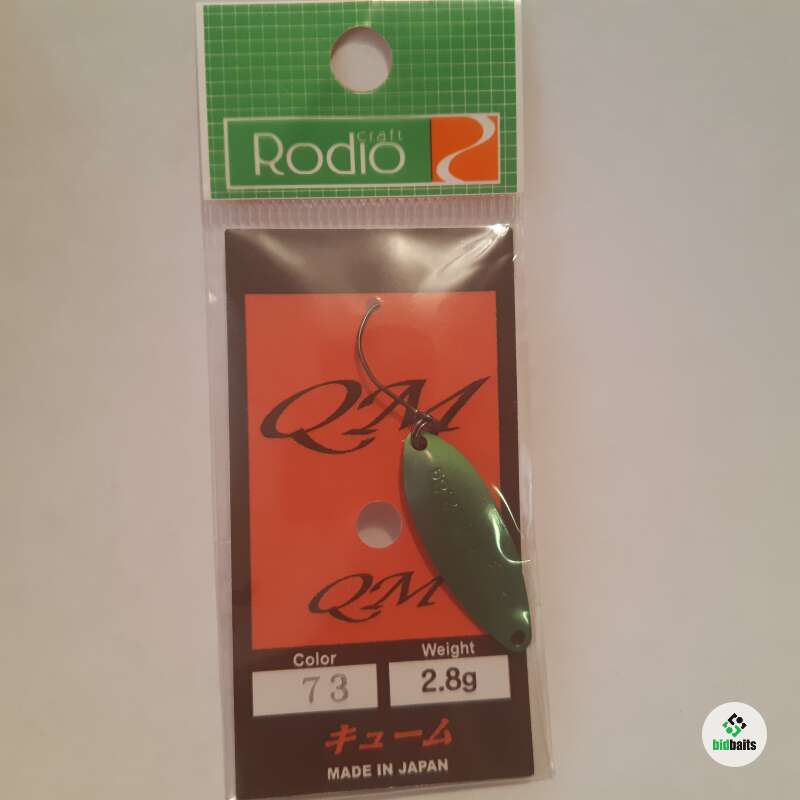 craft
Rodio
QM
QM
Color
Weight
73
2.8g
キューム
MADE IN JAPAN
bidbaits